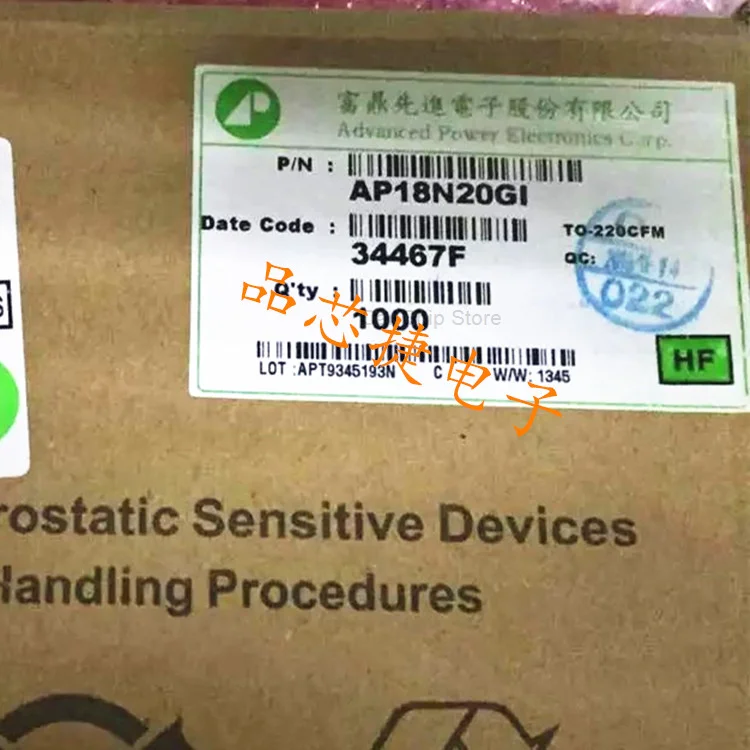 AP
富鼎先進電子股份有限公司
Advanced Power Electronics Corp.
P/N :
AP18N20GI
Date Code :
34467F
TO-220CFM
QC:
022
Q'ty :
1000
Store
LOT :APT9345193N
C
W/W: 1345
HF
品芯捷电子
rostatic Sensitive Devices
Handling Procedures